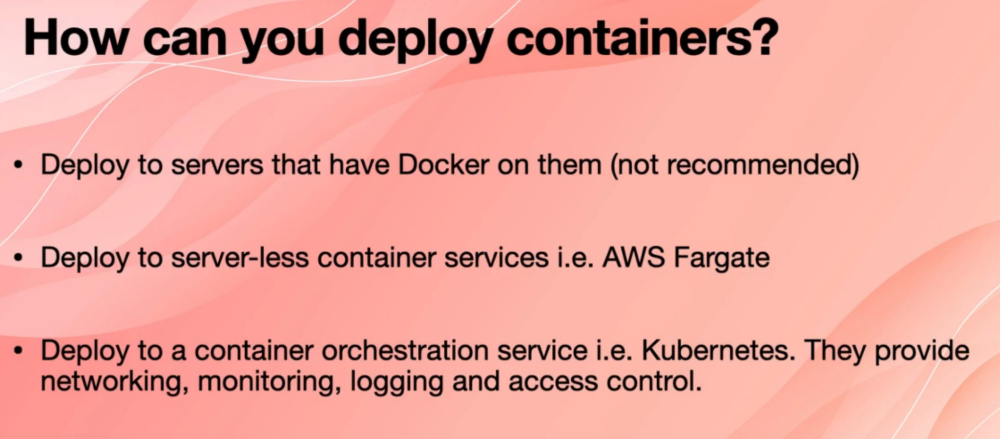 How can you deploy containers?
• Deploy to servers that have Docker on them (not recommended)
• Deploy to server-less container services i.e. AWS Fargate
• Deploy to a container orchestration service i.e. Kubernetes. They provide
networking, monitoring, logging and access control.